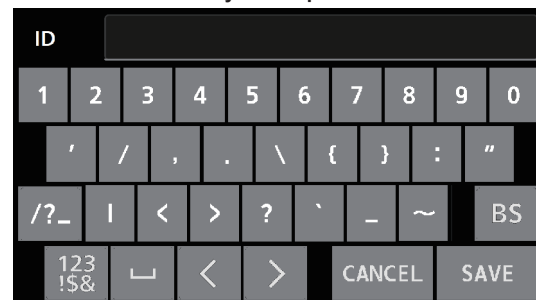 ID
1 2 3 4 5 6 7 8 9 0
' / , . \ { } : "
/?_ | < > ? ` _ ~ BS
123 < > CANCEL SAVE
!$&